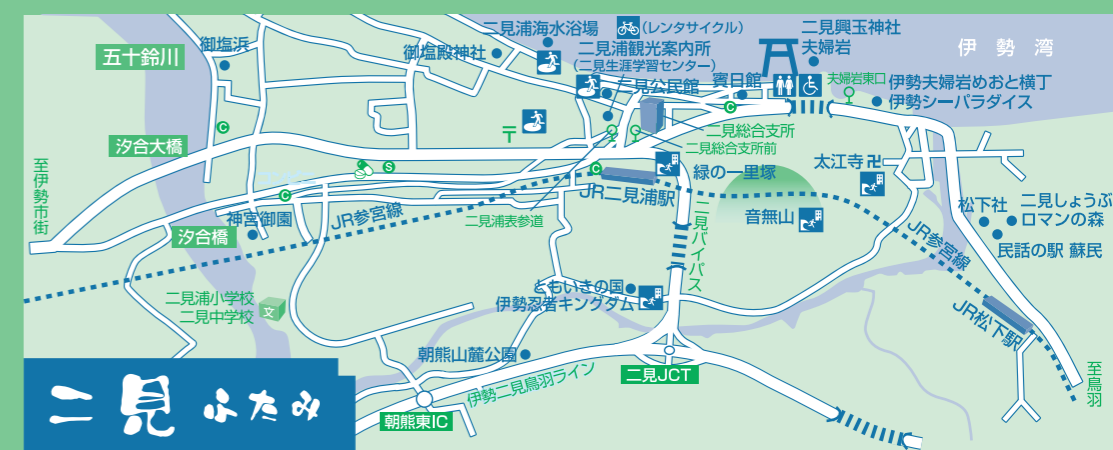 二見浦海水浴場
(レンタサイクル)
二見興玉神社
夫婦岩
伊勢湾
五十鈴川
御塩浜
御塩殿神社
二見浦観光案内所
(二見生涯学習センター)
二見公民館
賓日館
夫婦岩東口
伊勢夫婦岩めおと横丁
伊勢シーパラダイス
C
C
〒
二見総合支所
二見総合支所前
汐合大橋
至伊勢市街
S
C
緑の一里塚
太江寺
卍
C
JR二見浦駅
神宮御園
JR参宮線
二見浦表参道
汐合橋
二見バイパス
音無山
松下社
二見しょうぶ
ロマンの森
民話の駅 蘇民
JR参宮線
二見浦小学校
二見中学校
文
ともいきの国
伊勢忍者キングダム
JR松下駅
朝熊山麓公園
伊勢二見鳥羽ライン
二見JCT
至鳥羽
朝熊東IC
二見 ふたみ